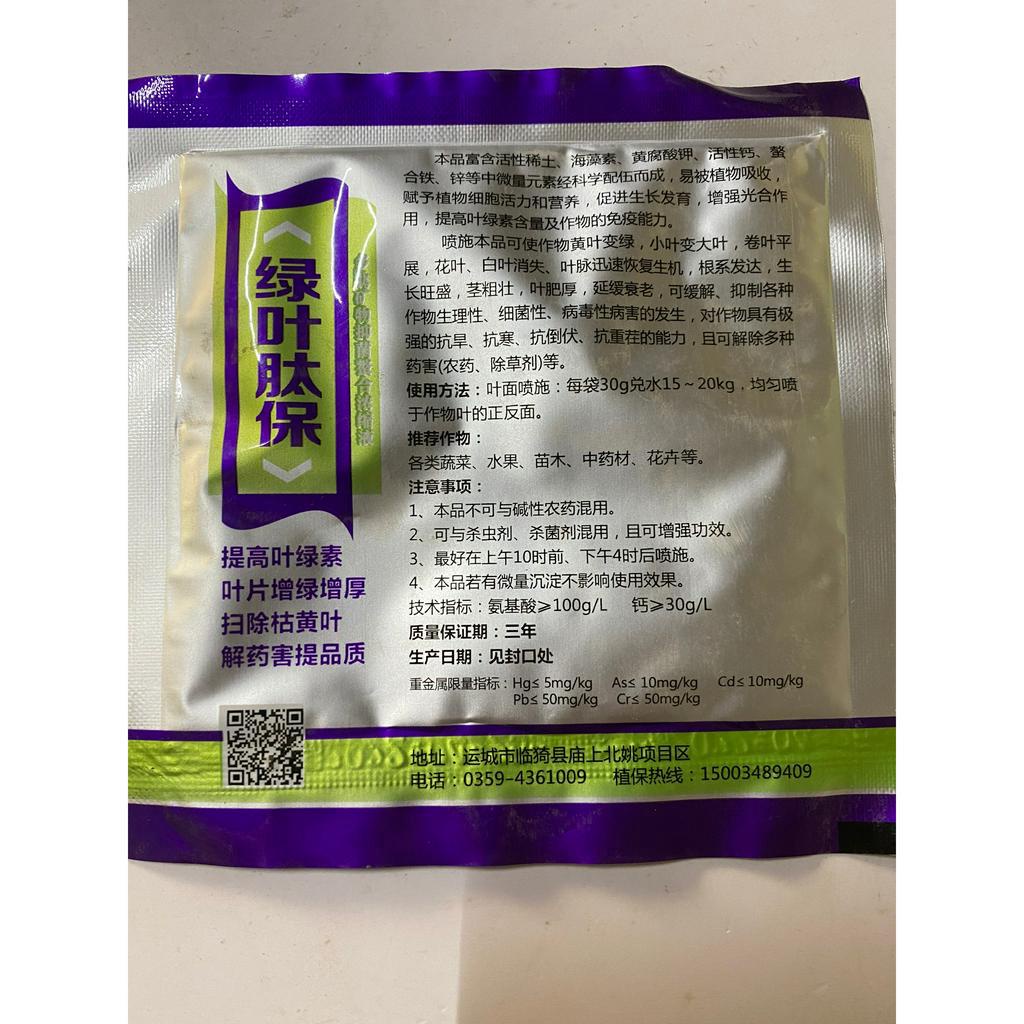 绿叶肽保
提高叶绿素
叶片增绿增厚
扫除枯黄叶
解药害提品质
本品富含活性稀土、海藻素、黄腐酸钾、活性钙、螯
合铁、锌等中微量元素经科学配伍而成，易被植物吸收，
赋予植物细胞活力和营养，促进生长发育，增强光合作
用，提高叶绿素含量及作物的免疫能力。
喷施本品可使作物黄叶变绿，小叶变大叶，卷叶平
展，花叶、白叶消失、叶脉迅速恢复生机，根系发达，生
长旺盛，茎粗壮，叶肥厚，延缓衰老，可缓解、抑制各种
作物生理性、细菌性、病毒性病害的发生，对作物具有极
强的抗旱、抗寒、抗倒伏、抗重茬的能力，且可解除多种
药害(农药、除草剂)等。
使用方法：叶面喷施：每袋30g兑水15～20kg，均匀喷
于作物叶的正反面。
推荐作物：
各类蔬菜、水果、苗木、中药材、花卉等。
注意事项：
1、本品不可与碱性农药混用。
2、可与杀虫剂、杀菌剂混用，且可增强功效。
3、最好在上午10时前、下午4时后喷施。
4、本品若有微量沉淀不影响使用效果。
技术指标：氨基酸≥100g/L 钙≥30g/L
质量保证期：三年
生产日期：见封口处
重金属限量指标：Hg≤ 5mg/kg As≤ 10mg/kg Cd≤ 10mg/kg
Pb≤ 50mg/kg Cr≤ 50mg/kg
地址：运城市临猗县庙上北姚项目区
电话：0359-4361009 植保热线：15003489409